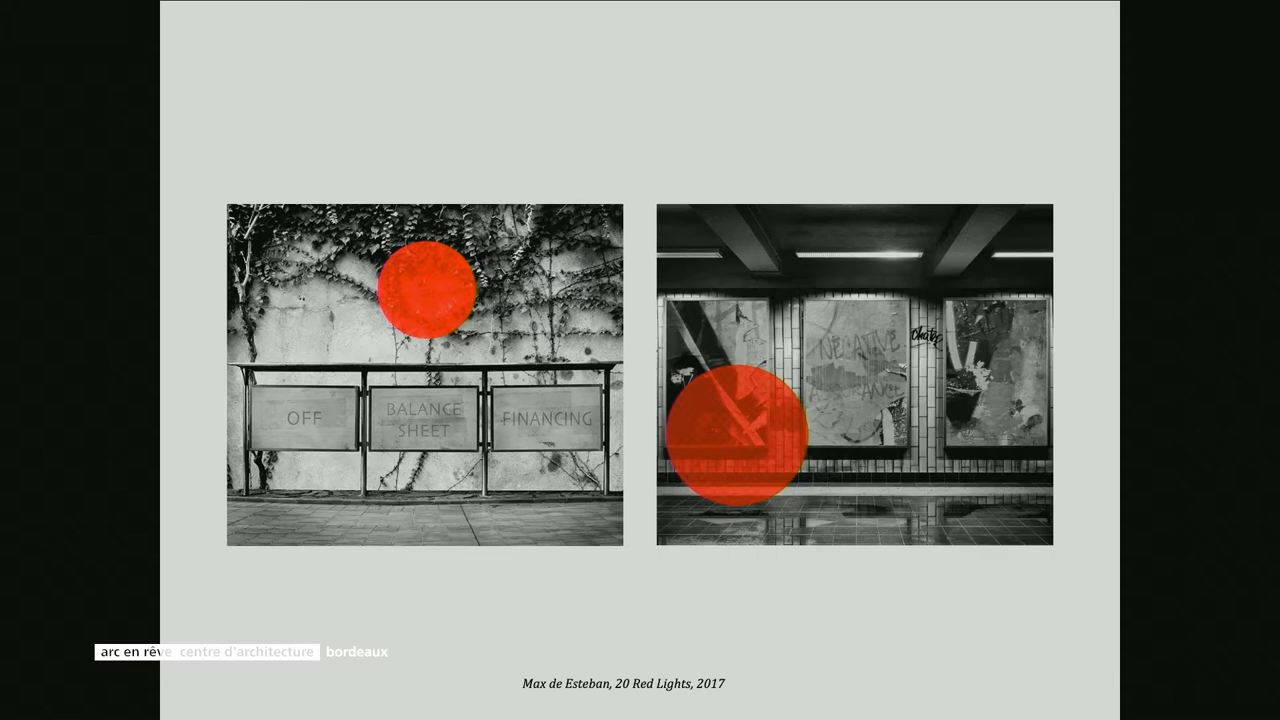 OFF
BALANCE
SHEET
FINANCING
NEGATIVE
arc en rêve centre d'architecture bordeaux
Max de Esteban, 20 Red Lights, 2017